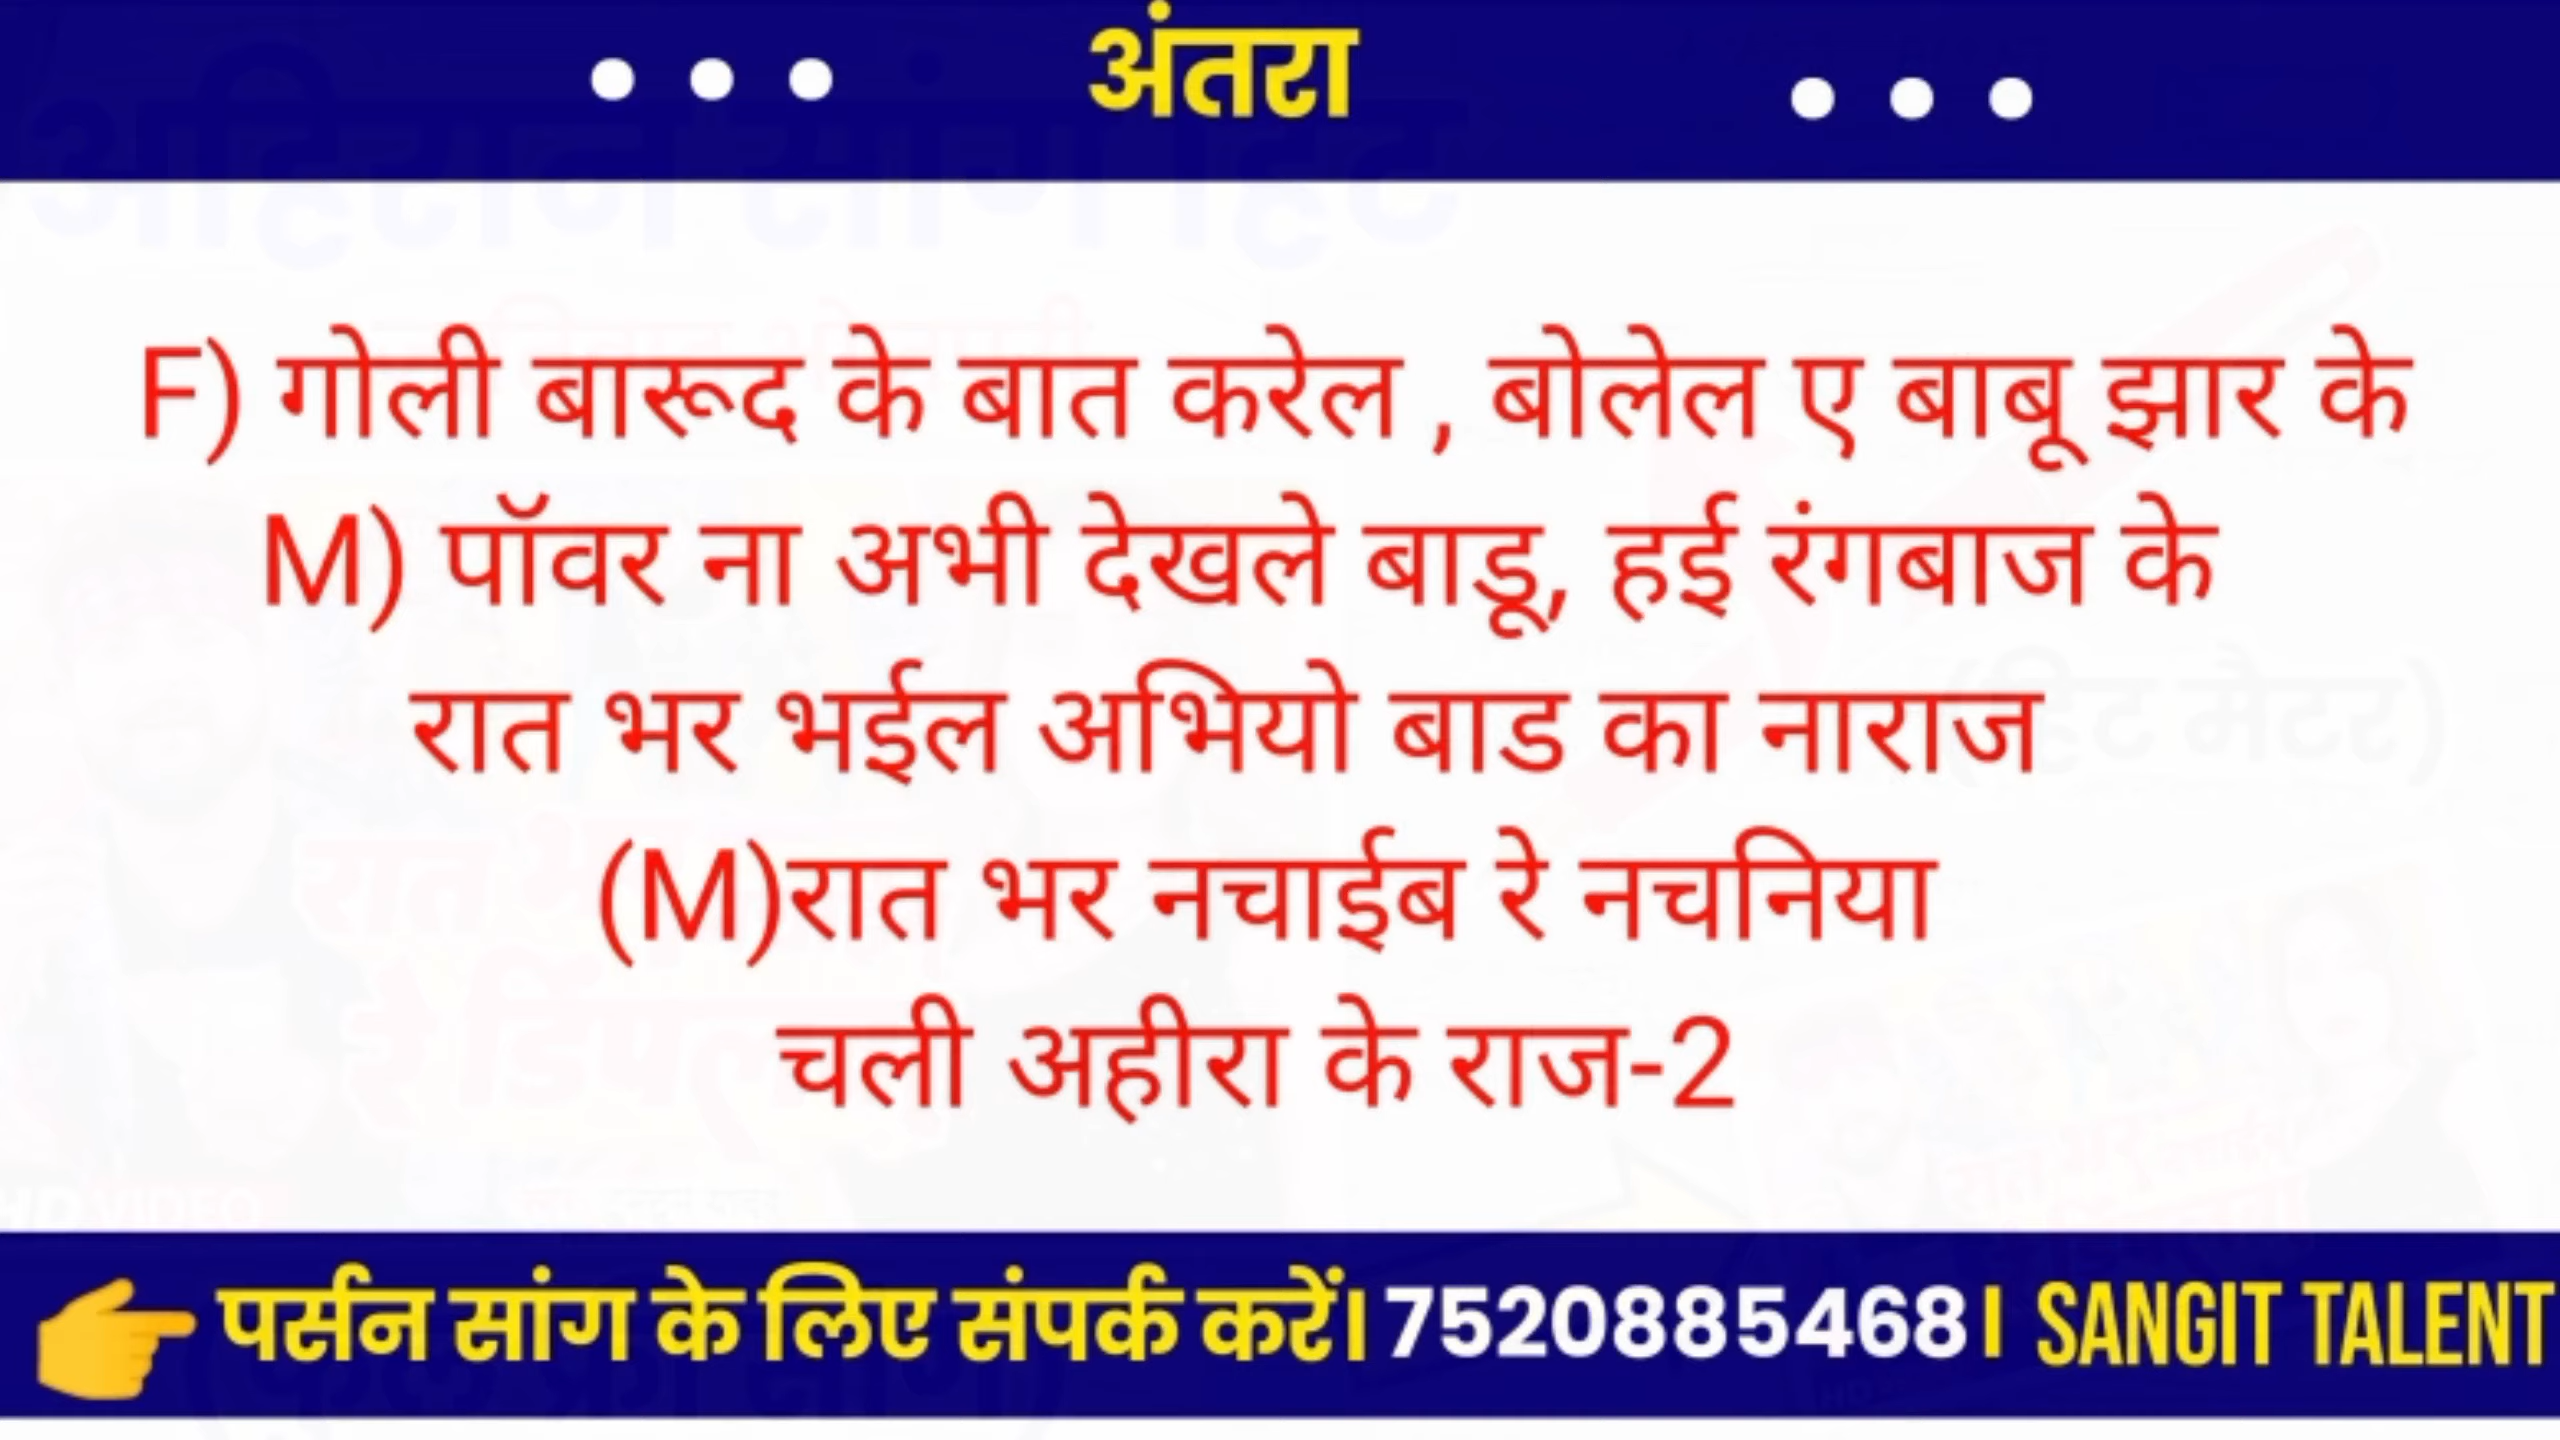 अंतरा
F) गोली बारूद के बात करेल , बोलेल ए बाबू झार के
M) पॉवर ना अभी देखले बाडू, हई रंगबाज के
रात भर भईल अभियो बाड का नाराज
(M)रात भर नचाईब रे नचनिया
चली अहीरा के राज-2
👉 पर्सन सांग के लिए संपर्क करें। 7520885468। SANGIT TALENT